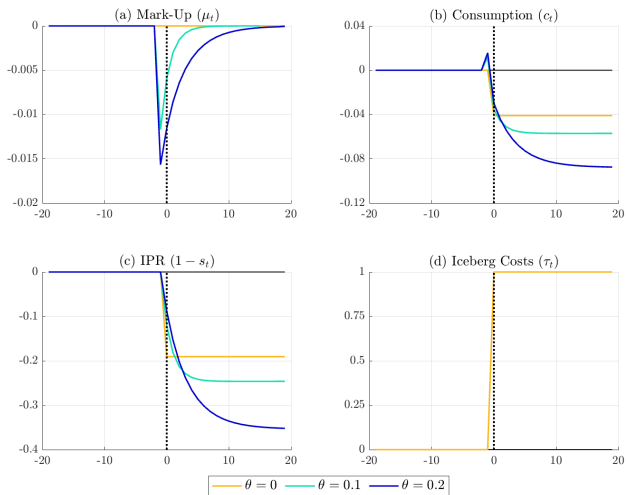 (a) Mark-Up (μt)
0
-0.005
-0.01
-0.015
-0.02
-20 -10 0 10 20
(b) Consumption (ct)
0.04
0
-0.04
-0.08
-0.12
-20 -10 0 10 20
(c) IPR (1 − st)
0
-0.1
-0.2
-0.3
-0.4
-20 -10 0 10 20
(d) Iceberg Costs (τt)
1
0.75
0.5
0.25
0
-20 -10 0 10 20
θ = 0 θ = 0.1 θ = 0.2